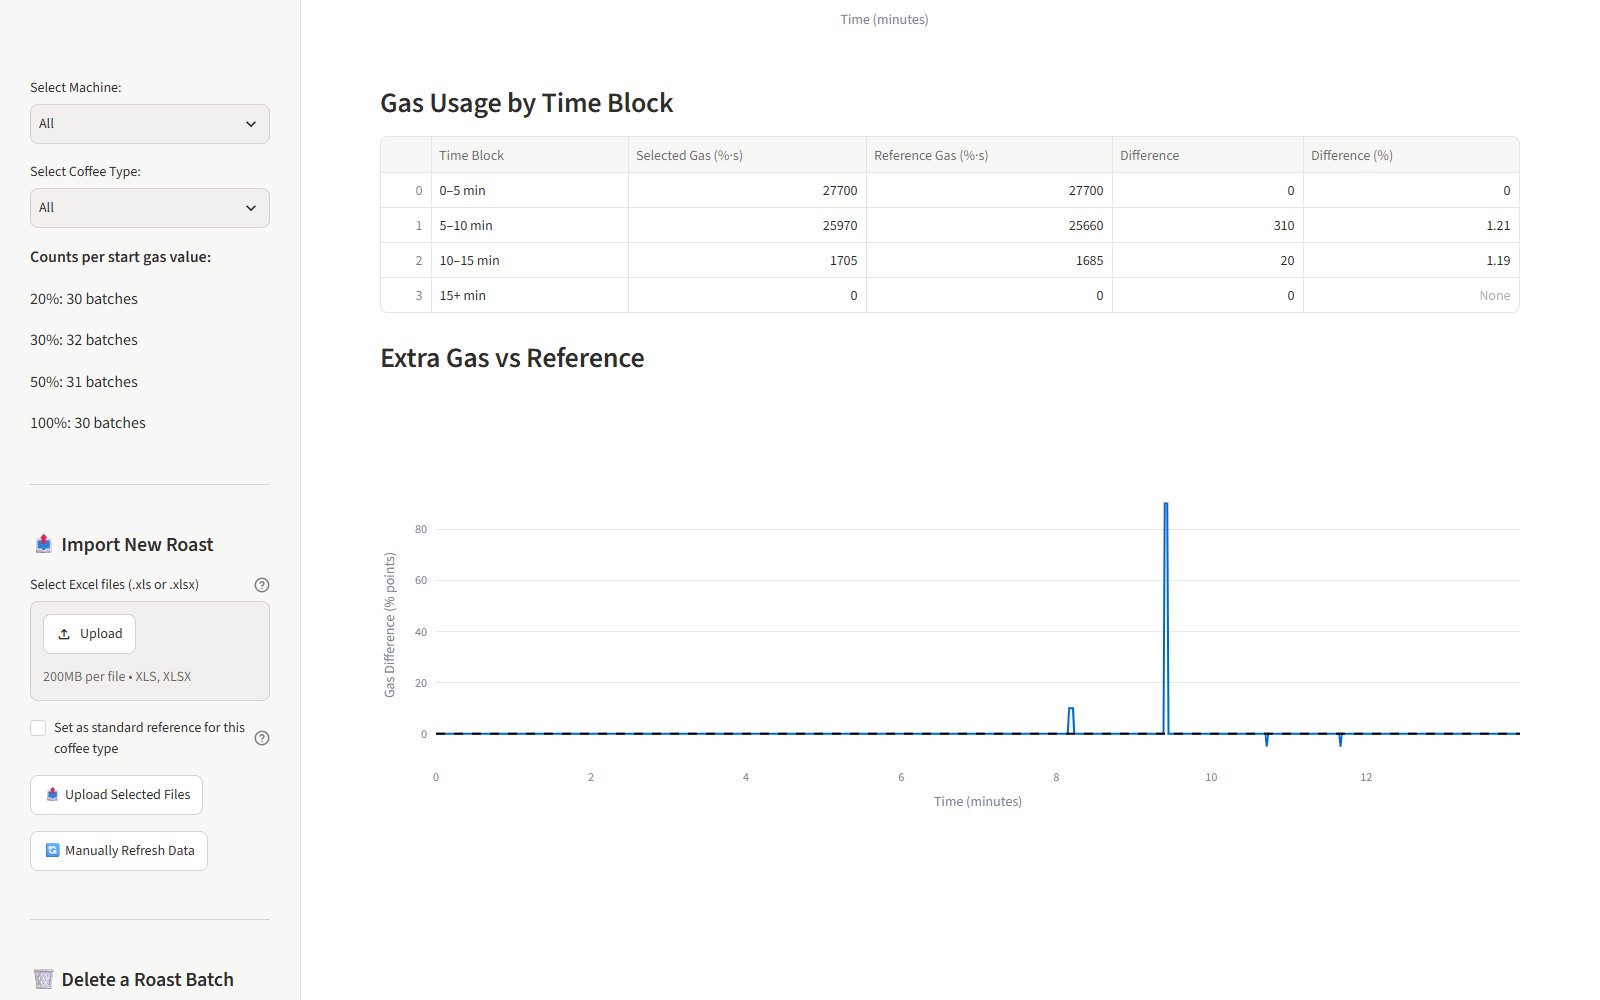 Select Machine:
All
Select Coffee Type:
All
Counts per start gas value:
20%: 30 batches
30%: 32 batches
50%: 31 batches
100%: 30 batches
Import New Roast
Select Excel files (.xls or .xlsx)
Upload
200MB per file • XLS, XLSX
Set as standard reference for this
coffee type
Upload Selected Files
Manually Refresh Data
Delete a Roast Batch
Time (minutes)
Gas Usage by Time Block
Time Block Selected Gas (%·s) Reference Gas (%·s) Difference Difference (%)
0 0–5 min 27700 27700 0 0
1 5–10 min 25970 25660 310 1.21
2 10–15 min 1705 1685 20 1.19
3 15+ min 0 0 0 None
Extra Gas vs Reference
Gas Difference (% points)
80
60
40
20
0
0 2 4 6 8 10 12
Time (minutes)